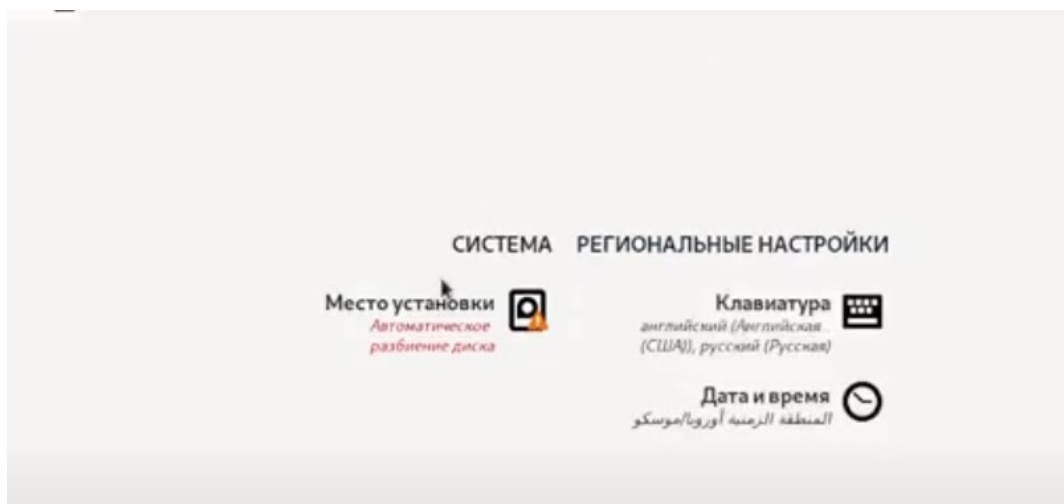 СИСТЕМА
РЕГИОНАЛЬНЫЕ НАСТРОЙКИ
Место установки
Автоматическое
разбиение диска
Клавиатура
английский (Английская...
(США)), русский (Русская)
Дата и время
المنطقة الزمنية أوروبا/موسكو